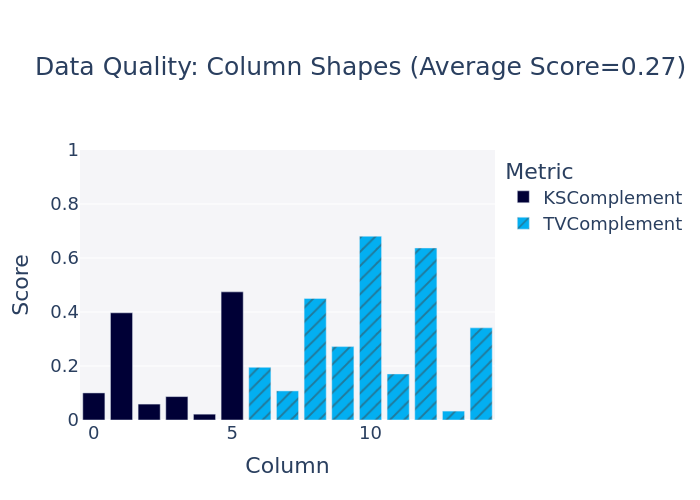 Data Quality: Column Shapes (Average Score=0.27)
1
0.8
0.6
0.4
0.2
0
Score
0
5
10
Column
Metric
KSComplement
TVComplement